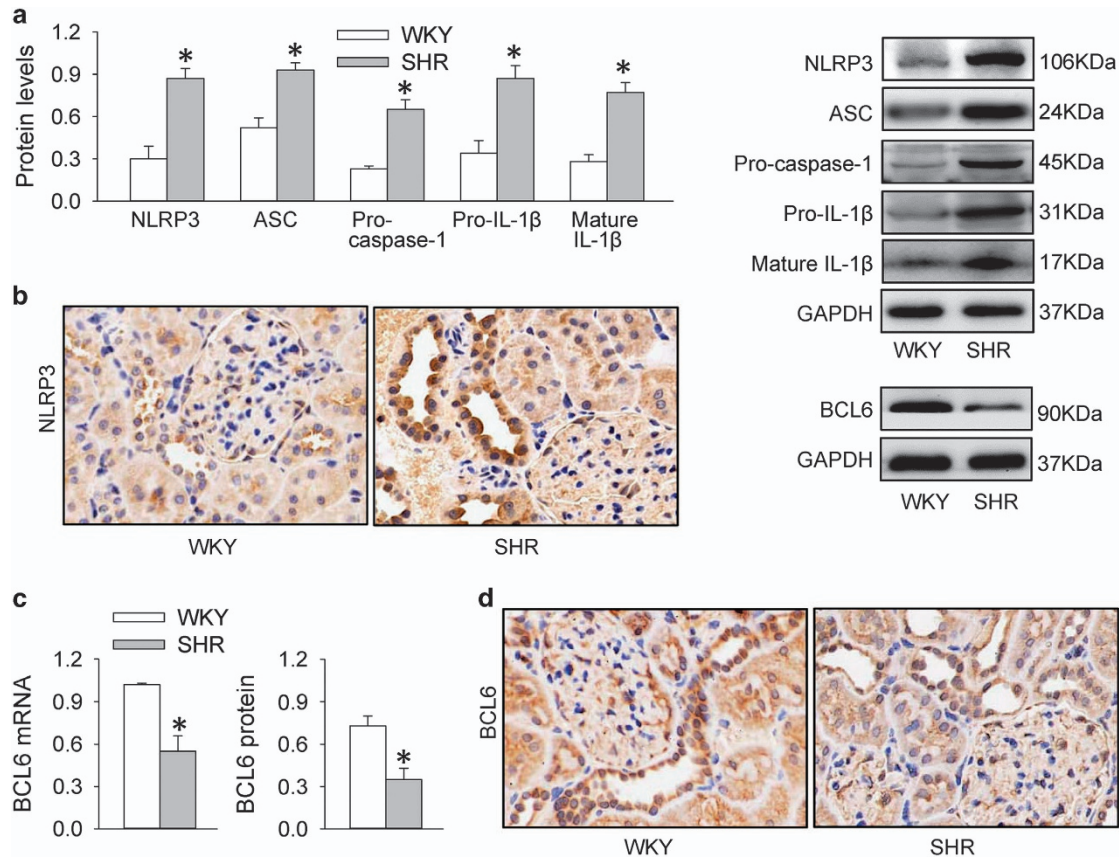 a
1.2
0.9
0.6
0.3
0.0
Protein levels
WKY
SHR
*
*
*
*
*
NLRP3
ASC
Pro-
caspase-1
Pro-IL-1β
Mature
IL-1β
NLRP3
106KDa
ASC
24KDa
Pro-caspase-1
45KDa
Pro-IL-1β
31KDa
Mature IL-1β
17KDa
GAPDH
37KDa
WKY SHR
BCL6
90KDa
GAPDH
37KDa
WKY SHR
b
NLRP3
WKY
SHR
c
WKY
SHR
1.2
0.9
0.6
0.3
0.0
BCL6 mRNA
*
1.2
0.9
0.6
0.3
0.0
BCL6 protein
*
d
BCL6
WKY
SHR